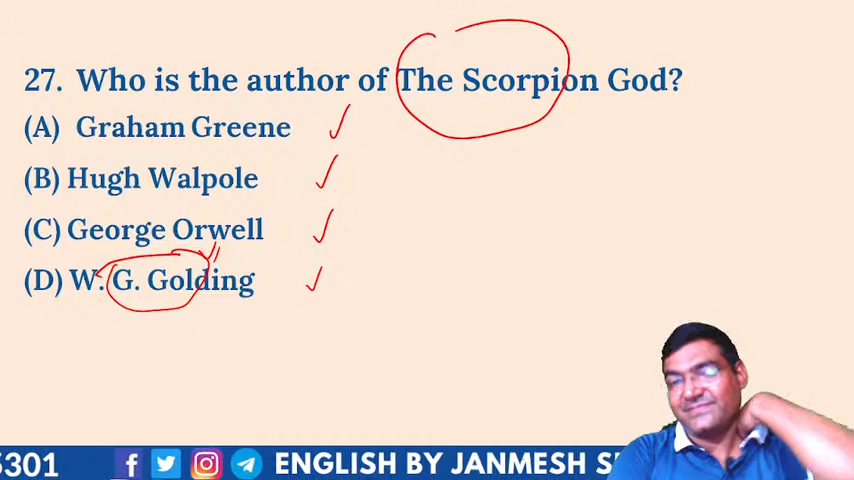 27. Who is the author of The Scorpion God?
(A) Graham Greene
(B) Hugh Walpole
(C) George Orwell
(D) W. G. Golding
5301 ENGLISH BY JANMESH